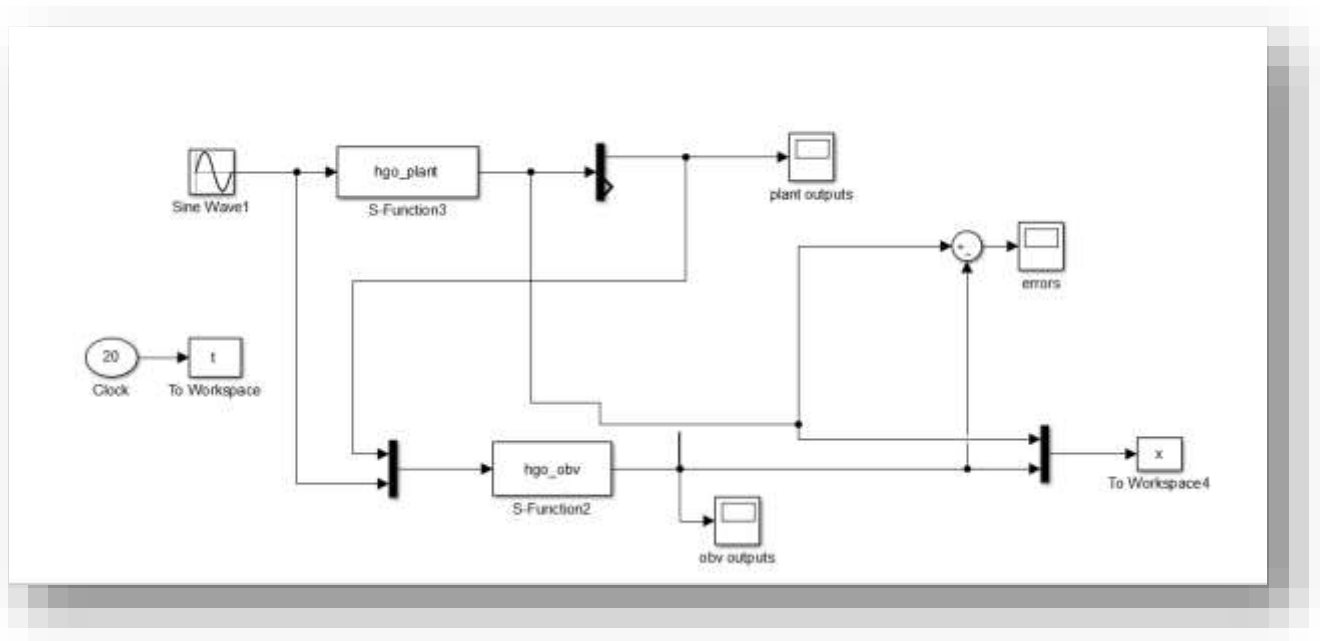 hgo_plant
plant outputs
Sine Wave1
S-Function3
+
-
errors
20
t
Clock
To Workspace
hgo_obv
x
To Workspace4
S-Function2
obv outputs